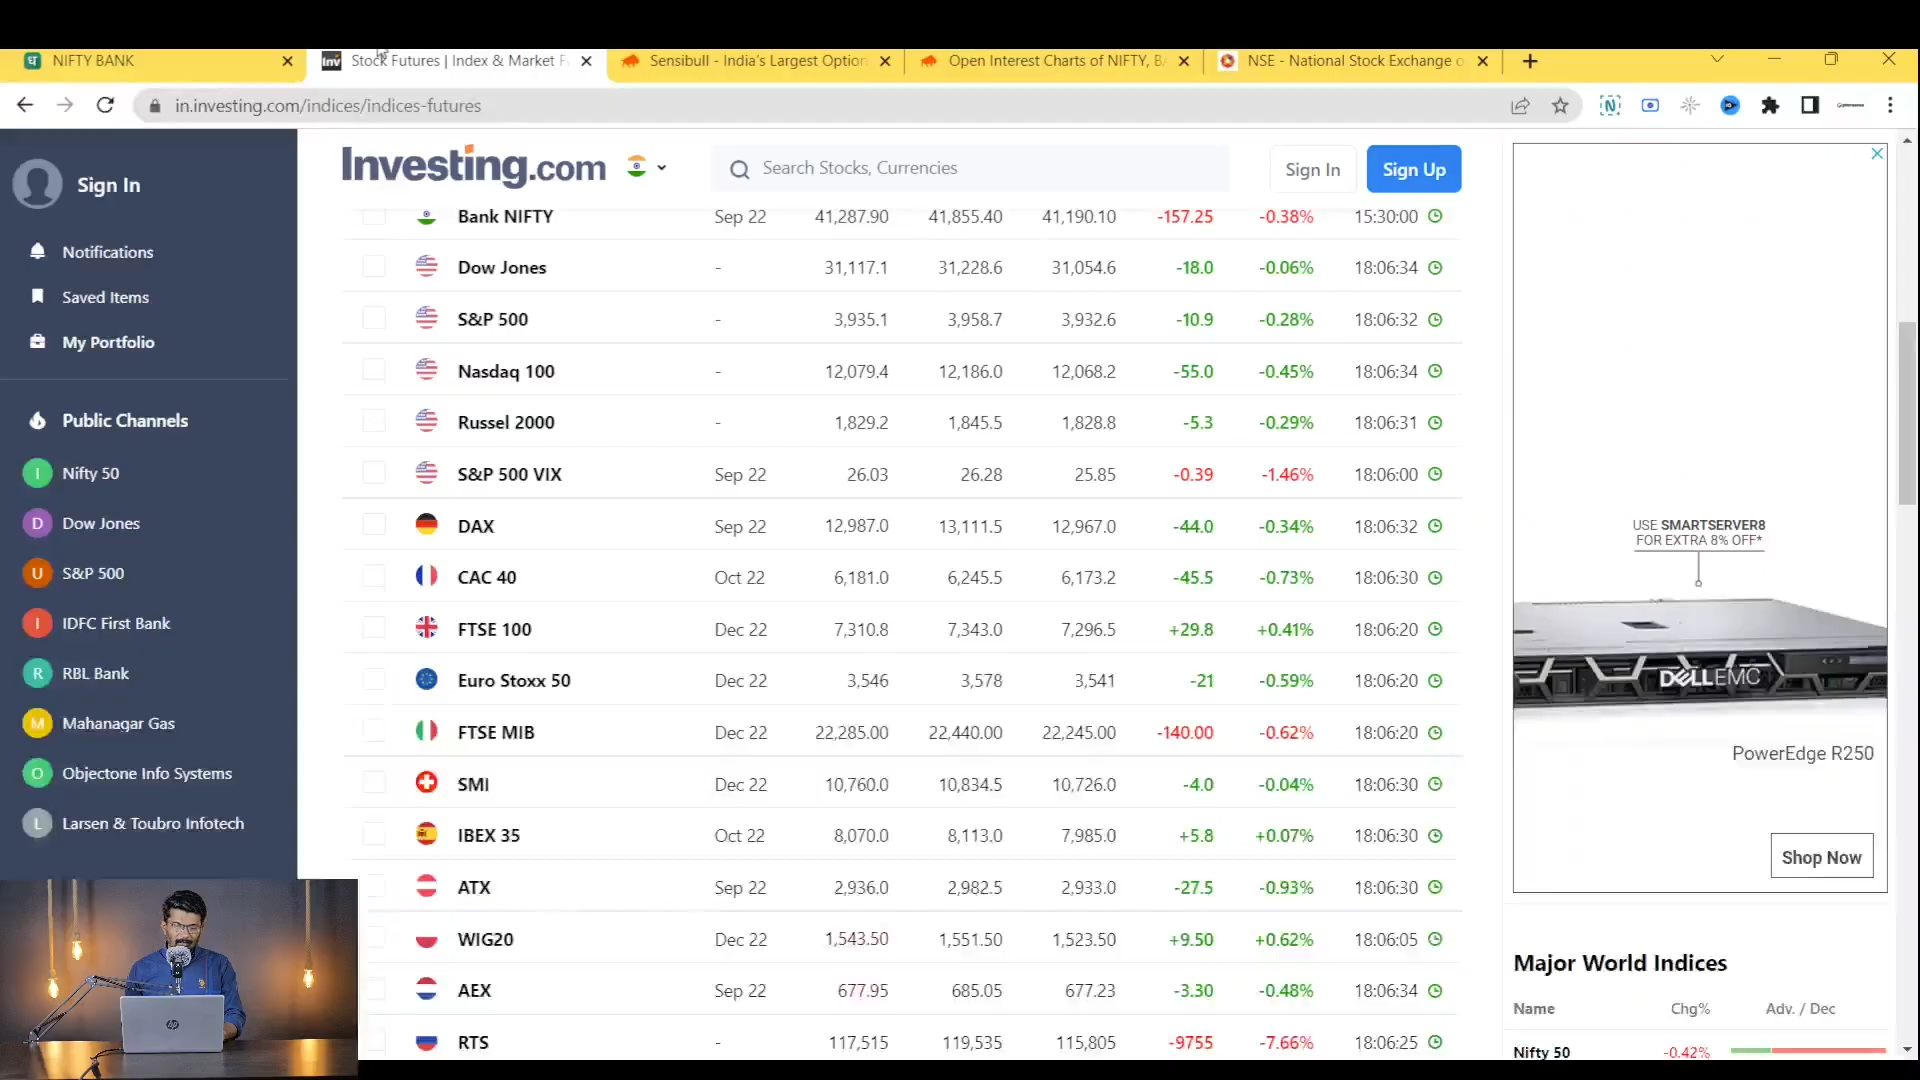 NIFTY BANK
Stock Futures | Index & Market F
Sensibull - India's Largest Option
Open Interest Charts of NIFTY, B
NSE - National Stock Exchange o
in.investing.com/indices/indices-futures
Sign In
Notifications
Saved Items
My Portfolio
Public Channels
I Nifty 50
D Dow Jones
U S&P 500
I IDFC First Bank
R RBL Bank
M Mahanagar Gas
O Objectone Info Systems
L Larsen & Toubro Infotech
Investing.com
Search Stocks, Currencies
Sign In
Sign Up
Bank NIFTY Sep 22 41,287.90 41,855.40 41,190.10 -157.25 -0.38% 15:30:00
Dow Jones - 31,117.1 31,228.6 31,054.6 -18.0 -0.06% 18:06:34
S&P 500 - 3,935.1 3,958.7 3,932.6 -10.9 -0.28% 18:06:32
Nasdaq 100 - 12,079.4 12,186.0 12,068.2 -55.0 -0.45% 18:06:34
Russel 2000 - 1,829.2 1,845.5 1,828.8 -5.3 -0.29% 18:06:31
S&P 500 VIX Sep 22 26.03 26.28 25.85 -0.39 -1.46% 18:06:00
DAX Sep 22 12,987.0 13,111.5 12,967.0 -44.0 -0.34% 18:06:32
CAC 40 Oct 22 6,181.0 6,245.5 6,173.2 -45.5 -0.73% 18:06:30
FTSE 100 Dec 22 7,310.8 7,343.0 7,296.5 +29.8 +0.41% 18:06:20
Euro Stoxx 50 Dec 22 3,546 3,578 3,541 -21 -0.59% 18:06:20
FTSE MIB Dec 22 22,285.00 22,440.00 22,245.00 -140.00 -0.62% 18:06:20
SMI Dec 22 10,760.0 10,834.5 10,726.0 -4.0 -0.04% 18:06:30
IBEX 35 Oct 22 8,070.0 8,113.0 7,985.0 +5.8 +0.07% 18:06:30
ATX Sep 22 2,936.0 2,982.5 2,933.0 -27.5 -0.93% 18:06:30
WIG20 Dec 22 1,543.50 1,551.50 1,523.50 +9.50 +0.62% 18:06:05
AEX Sep 22 677.95 685.05 677.23 -3.30 -0.48% 18:06:34
RTS - 117,515 119,535 115,805 -9755 -7.66% 18:06:25
USE SMARTSERVER8
FOR EXTRA 8% OFF*
DELL EMC
PowerEdge R250
Shop Now
Major World Indices
Name Chg% Adv. / Dec
Nifty 50 -0.42%
hp